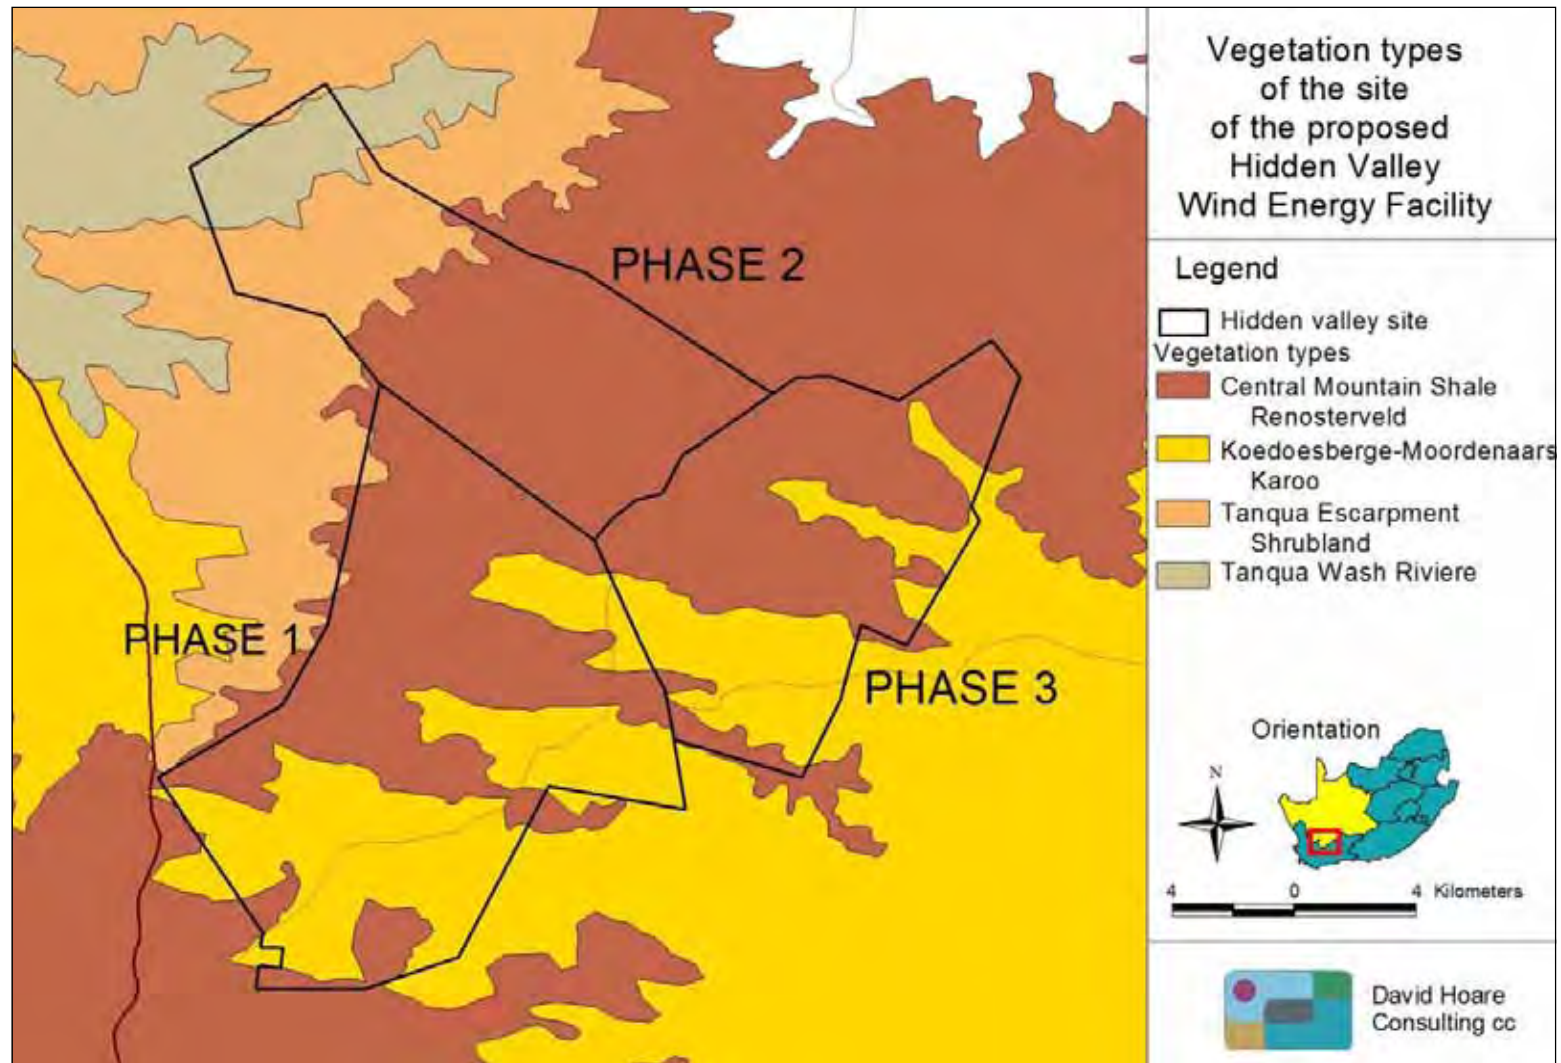 PHASE 2
PHASE 1
PHASE 3
Vegetation types
of the site
of the proposed
Hidden Valley
Wind Energy Facility
Legend
Hidden valley site
Vegetation types
Central Mountain Shale
Renosterveld
Koedoesberge-Moordenaars
Karoo
Tanqua Escarpment
Shrubland
Tanqua Wash Riviere
Orientation
N
4 0 4 Kilometers
David Hoare
Consulting cc